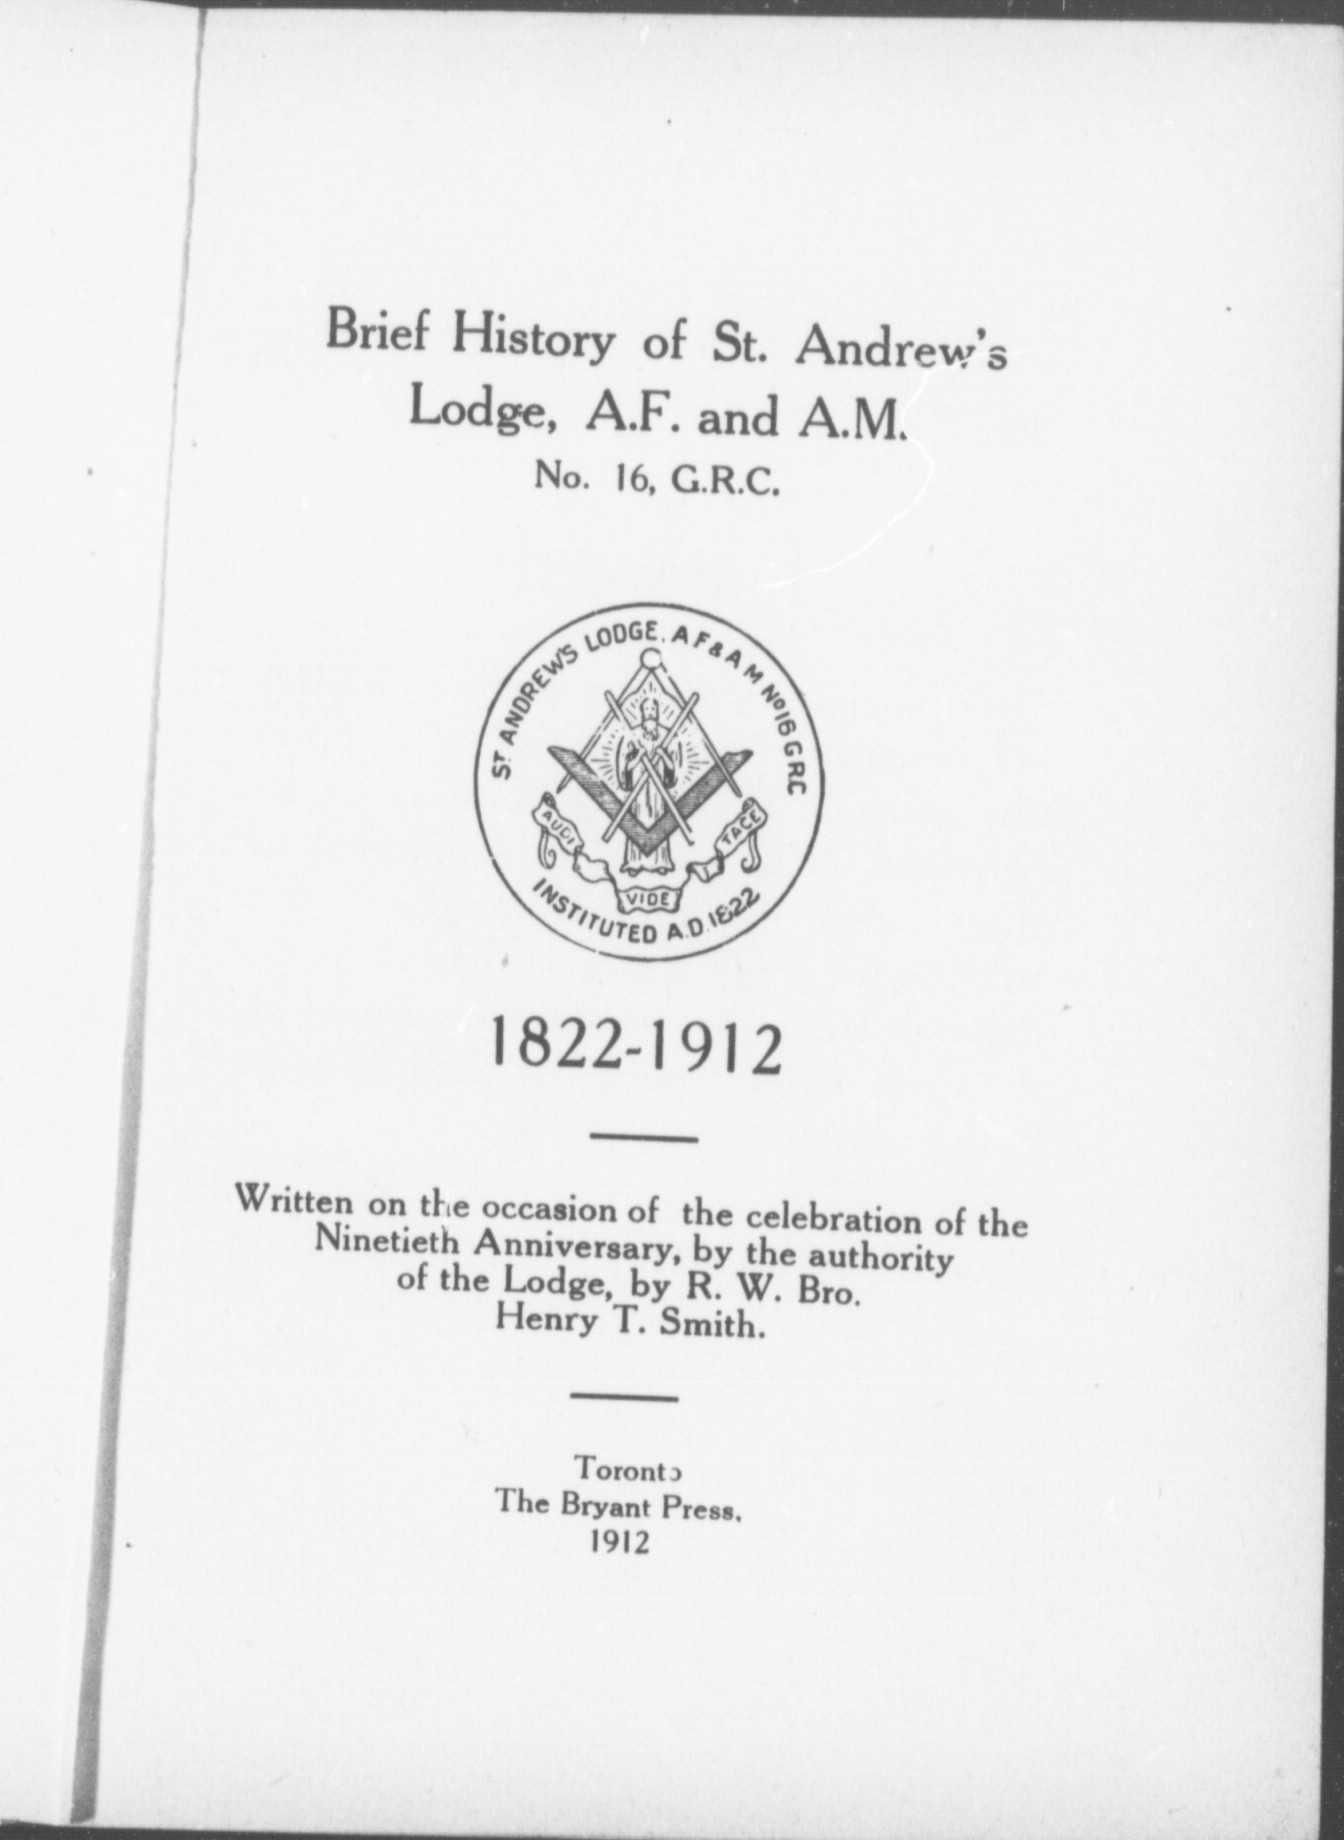 Brief History of St. Andrew's
Lodge, A.F. and A.M.
No. 16, G.R.C.
ST ANDREW'S LODGE. A F & A M No 16 G.R.C
AUDI
VIDE
TACE
INSTITUTED A.D. 1822
1822-1912
Written on the occasion of the celebration of the
Ninetieth Anniversary, by the authority
of the Lodge, by R. W. Bro.
Henry T. Smith.
Toronto
The Bryant Press.
1912